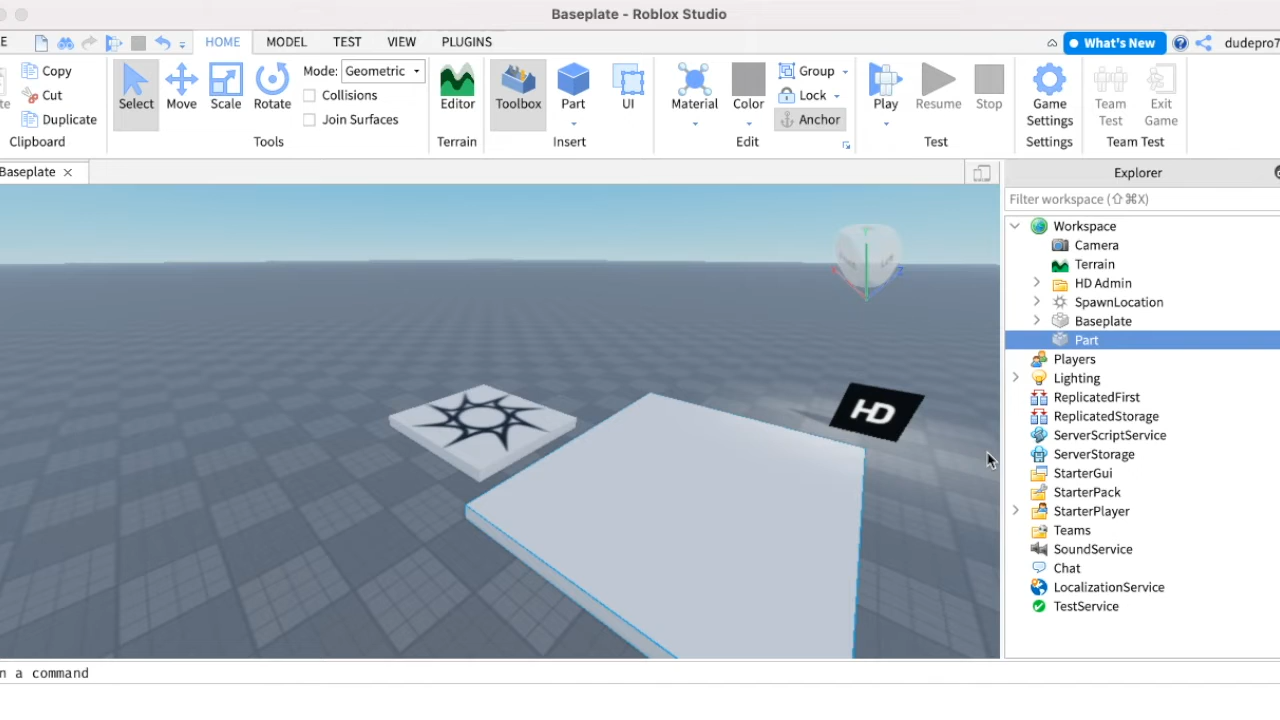 Baseplate - Roblox Studio
HOME MODEL TEST VIEW PLUGINS
What's New
dudepro7
Copy
Cut
Duplicate
Clipboard
Select
Move
Scale
Rotate
Mode: Geometric
Collisions
Join Surfaces
Tools
Editor
Terrain
Toolbox
Part
UI
Insert
Material
Color
Group
Lock
Anchor
Edit
Play
Resume
Stop
Test
Game
Settings
Settings
Team
Test
Exit
Game
Team Test
Baseplate
Explorer
Filter workspace (⇧⌘X)
Workspace
Camera
Terrain
HD Admin
SpawnLocation
Baseplate
Part
Players
Lighting
ReplicatedFirst
ReplicatedStorage
ServerScriptService
ServerStorage
StarterGui
StarterPack
StarterPlayer
Teams
SoundService
Chat
LocalizationService
TestService
HD
n a command